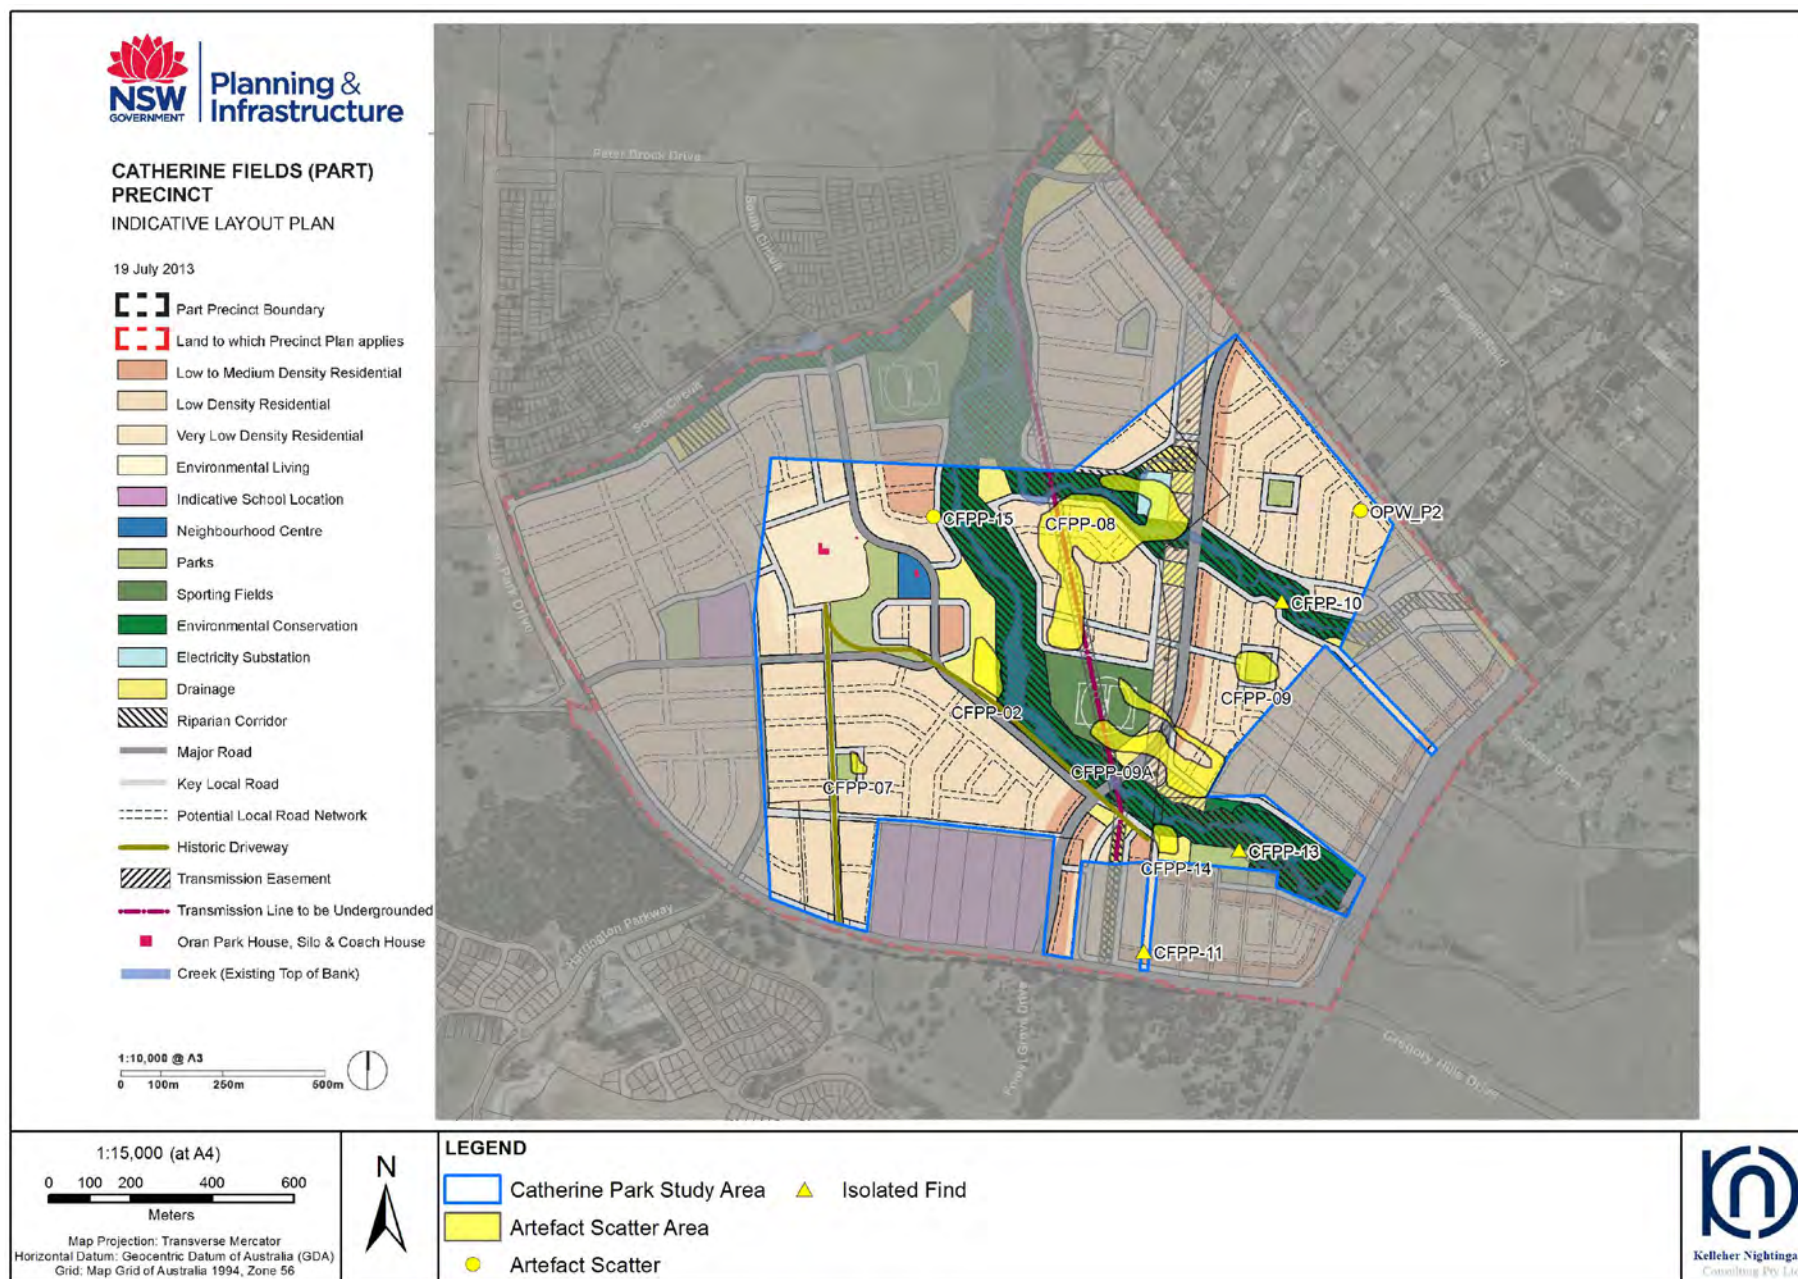 NSW
GOVERNMENT
Planning &
Infrastructure
CATHERINE FIELDS (PART)
PRECINCT
INDICATIVE LAYOUT PLAN
19 July 2013
Part Precinct Boundary
Land to which Precinct Plan applies
Low to Medium Density Residential
Low Density Residential
Very Low Density Residential
Environmental Living
Indicative School Location
Neighbourhood Centre
Parks
Sporting Fields
Environmental Conservation
Electricity Substation
Drainage
Riparian Corridor
Major Road
Key Local Road
Potential Local Road Network
Historic Driveway
Transmission Easement
Transmission Line to be Undergrounded
Oran Park House, Silo & Coach House
Creek (Existing Top of Bank)
1:10,000 @ A3
0 100m 250m 500m
Peter Brock Drive
South Circuit
South Circuit
Oran Park Drive
Harrington Parkway
Gregory Hills Drive
CFPP-15
CFPP-08
OPW_P2
CFPP-10
CFPP-09
CFPP-02
CFPP-09A
CFPP-07
CFPP-13
CFPP-14
CFPP-11
1:15,000 (at A4)
0 100 200 400 600
Meters
Map Projection: Transverse Mercator
Horizontal Datum: Geocentric Datum of Australia (GDA)
Grid: Map Grid of Australia 1994, Zone 56
N
LEGEND
Catherine Park Study Area
Isolated Find
Artefact Scatter Area
Artefact Scatter
Kelleher Nightinga
Consulting Pty Lt